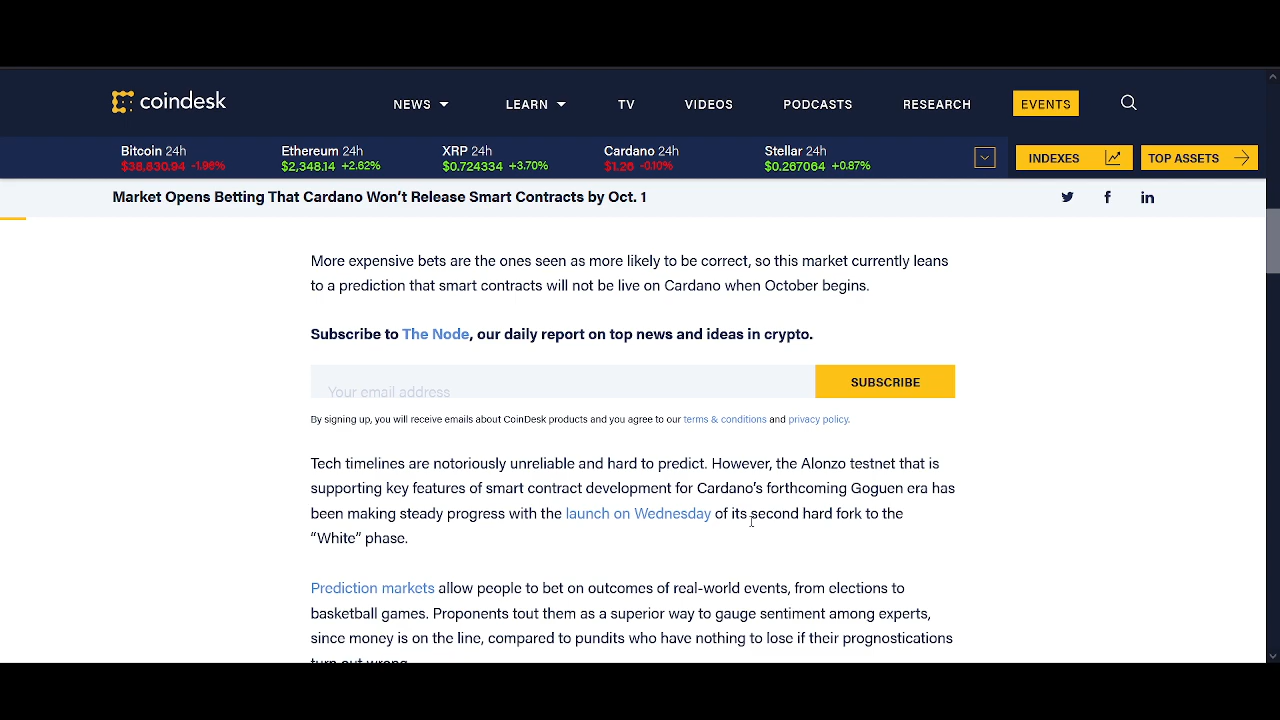 coindesk
NEWS LEARN TV VIDEOS PODCASTS RESEARCH EVENTS
Bitcoin 24h Ethereum 24h XRP 24h Cardano 24h Stellar 24h
$38,830.94 -1.96% $2,348.14 +2.62% $0.724334 +3.70% $1.26 -0.10% $0.267064 +0.87% INDEXES TOP ASSETS
Market Opens Betting That Cardano Won't Release Smart Contracts by Oct. 1
More expensive bets are the ones seen as more likely to be correct, so this market currently leans
to a prediction that smart contracts will not be live on Cardano when October begins.
Subscribe to The Node, our daily report on top news and ideas in crypto.
Your email address SUBSCRIBE
By signing up, you will receive emails about CoinDesk products and you agree to our terms & conditions and privacy policy.
Tech timelines are notoriously unreliable and hard to predict. However, the Alonzo testnet that is
supporting key features of smart contract development for Cardano's forthcoming Goguen era has
been making steady progress with the launch on Wednesday of its second hard fork to the
“White” phase.
Prediction markets allow people to bet on outcomes of real-world events, from elections to
basketball games. Proponents tout them as a superior way to gauge sentiment among experts,
since money is on the line, compared to pundits who have nothing to lose if their prognostications
turn out wrong.